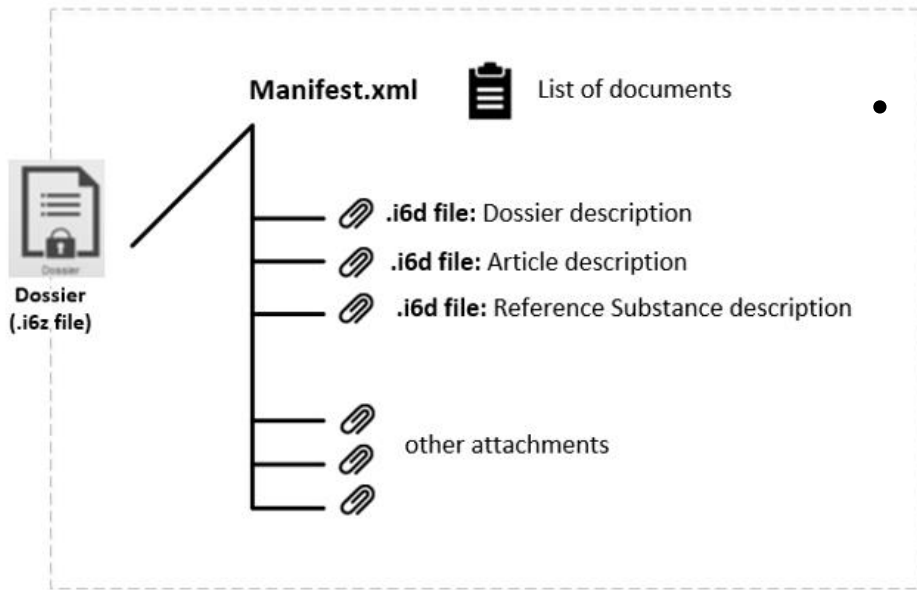 Manifest.xml List of documents
.i6d file: Dossier description
.i6d file: Article description
.i6d file: Reference Substance description
Dossier
Dossier
(.i6z file)
other attachments